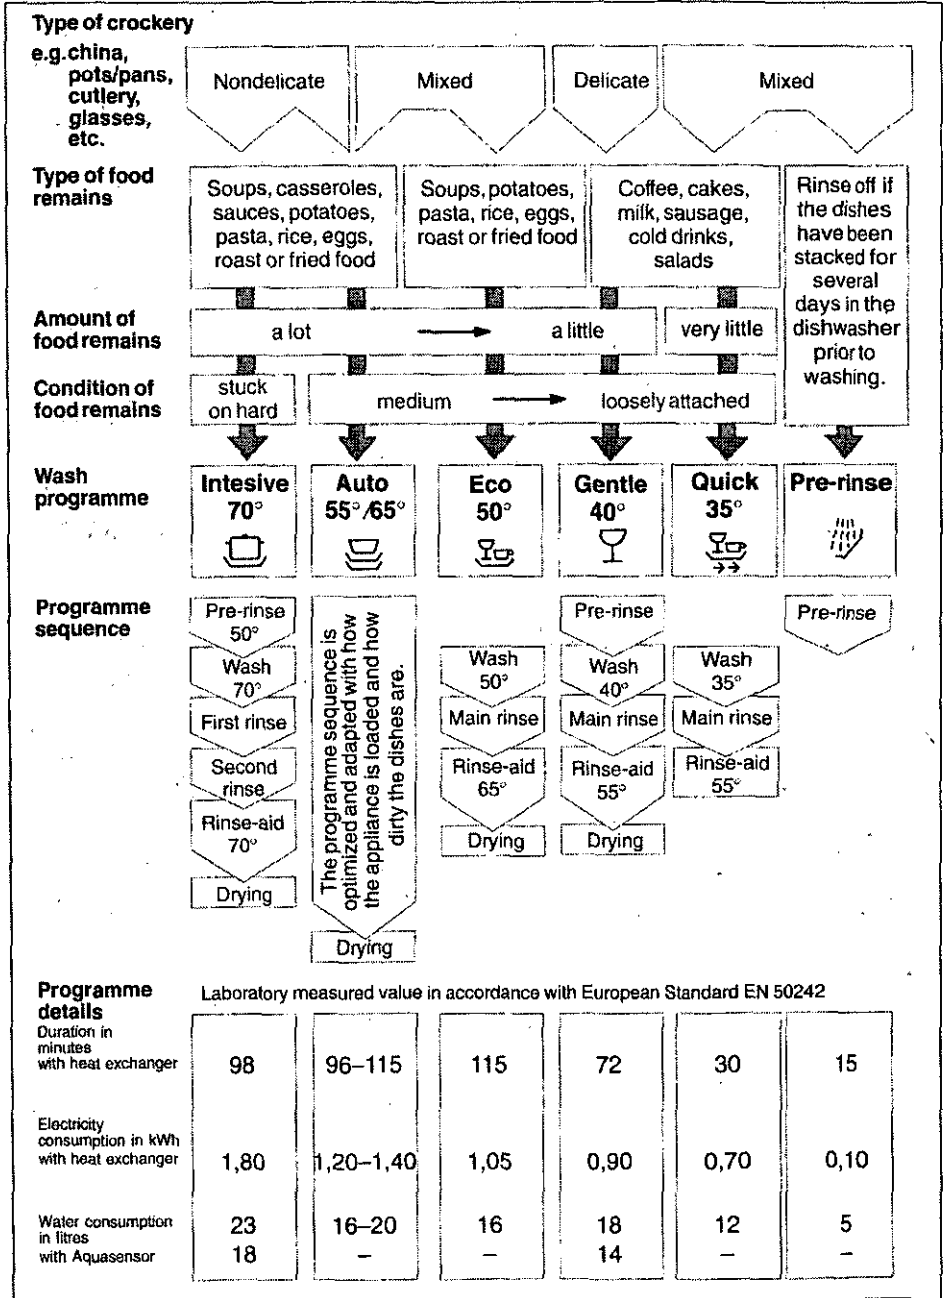 Type of crockery
e.g. china,
pots/pans,
cutlery,
glasses,
etc.
Nondelicate
Mixed
Delicate
Mixed
Type of food
remains
Soups, casseroles,
sauces, potatoes,
pasta, rice, eggs,
roast or fried food
Soups, potatoes,
pasta, rice, eggs,
roast or fried food
Coffee, cakes,
milk, sausage,
cold drinks,
salads
Rinse off if
the dishes
have been
stacked for
several
days in the
dishwasher
prior to
washing.
Amount of
food remains
a lot → a little
very little
Condition of
food remains
stuck
on hard
medium → loosely attached
Wash
programme
Intesive
70°
Auto
55°/65°
Eco
50°
Gentle
40°
Quick
35°
Pre-rinse
Programme
sequence
Pre-rinse
50°
Wash
70°
First rinse
Second
rinse
Rinse-aid
70°
Drying
The programme sequence is
optimized and adapted with how
the appliance is loaded and how
dirty the dishes are.
Drying
Wash
50°
Main rinse
Rinse-aid
65°
Drying
Pre-rinse
Wash
40°
Main rinse
Rinse-aid
55°
Drying
Wash
35°
Main rinse
Rinse-aid
55°
Pre-rinse
Programme
details
Laboratory measured value in accordance with European Standard EN 50242
Duration in
minutes
with heat exchanger
98 96–115 115 72 30 15
Electricity
consumption in kWh
with heat exchanger
1,80 1,20–1,40 1,05 0,90 0,70 0,10
Water consumption
in litres
23 16–20 16 18 12 5
with Aquasensor
18 – – 14 – –